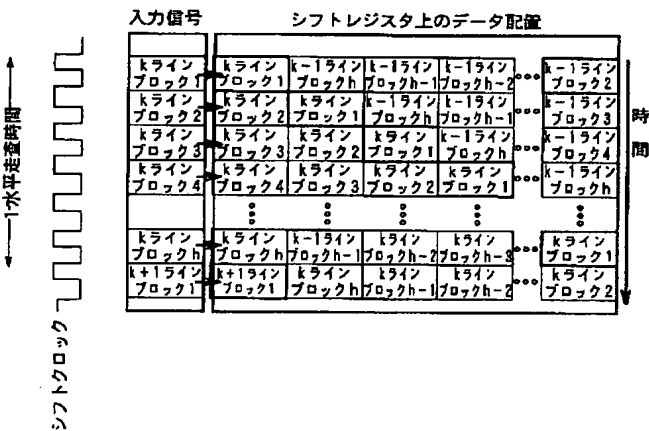 入力信号
シフトレジスタ上のデータ配置
kライン kライン k-1ライン k-1ライン k-1ライン k-1ライン
ブロック1 ブロック1 ブロックh ブロックh-1 ブロックh-2 ブロック2
kライン kライン kライン k-1ライン k-1ライン k-1ライン
ブロック2 ブロック2 ブロック1 ブロックh ブロックh-1 ブロック3
kライン kライン kライン kライン k-1ライン k-1ライン
ブロック3 ブロック3 ブロック2 ブロック1 ブロックh ブロック4
kライン kライン kライン kライン kライン k-1ライン
ブロック4 ブロック4 ブロック3 ブロック2 ブロック1 ブロックh
kライン kライン k-1ライン kライン kライン kライン
ブロックh ブロックh ブロックh-1 ブロックh-2 ブロックh-3 ブロック1
k+1ライン k+1ライン kライン kライン kライン kライン
ブロック1 ブロック1 ブロックh ブロックh-1 ブロックh-2 ブロック2
時間
1水平走査時間
シフトクロック